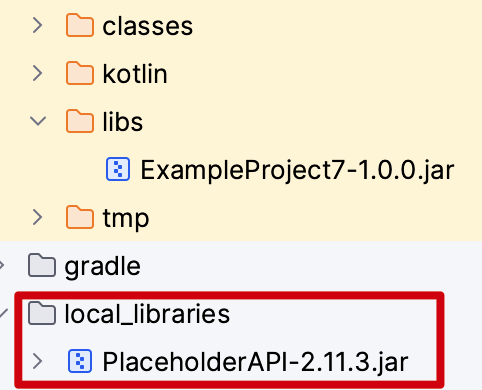 classes
kotlin
libs
ExampleProject7-1.0.0.jar
tmp
gradle
local_libraries
PlaceholderAPI-2.11.3.jar